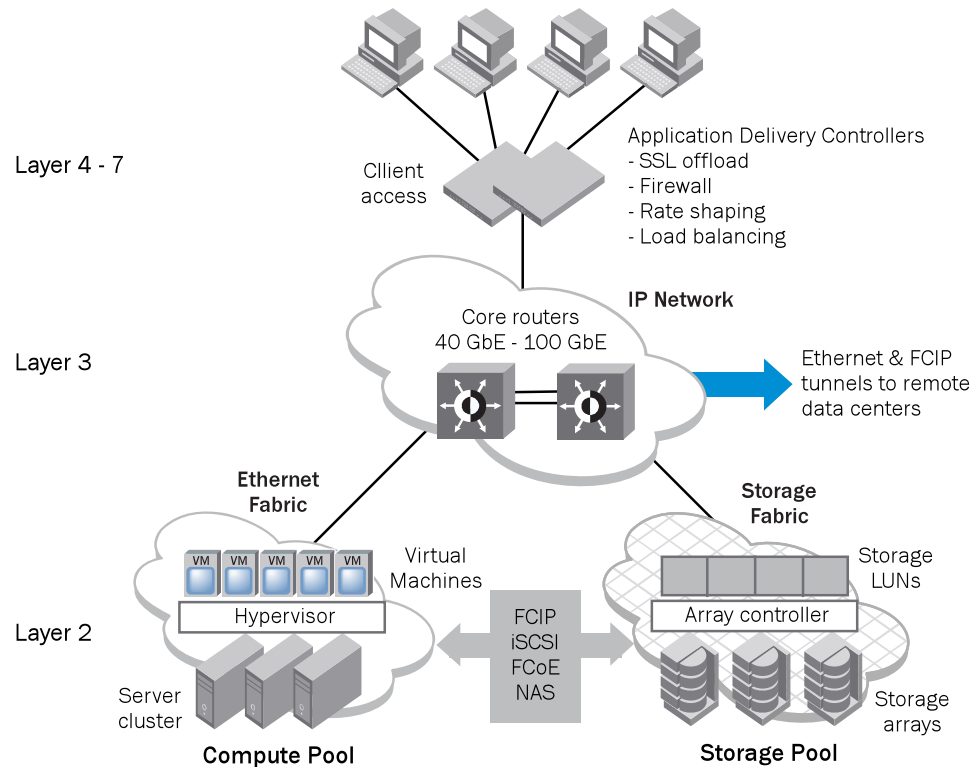 Layer 4 - 7
Cllient
access
Application Delivery Controllers
- SSL offload
- Firewall
- Rate shaping
- Load balancing
IP Network
Core routers
40 GbE - 100 GbE
Layer 3
Ethernet & FCIP
tunnels to remote
data centers
Ethernet
Fabric
Storage
Fabric
VM VM VM VM VM
Virtual
Machines
Hypervisor
Storage
LUNs
Array controller
Layer 2
FCIP
iSCSI
FCoE
NAS
Server
cluster
Storage
arrays
Compute Pool
Storage Pool